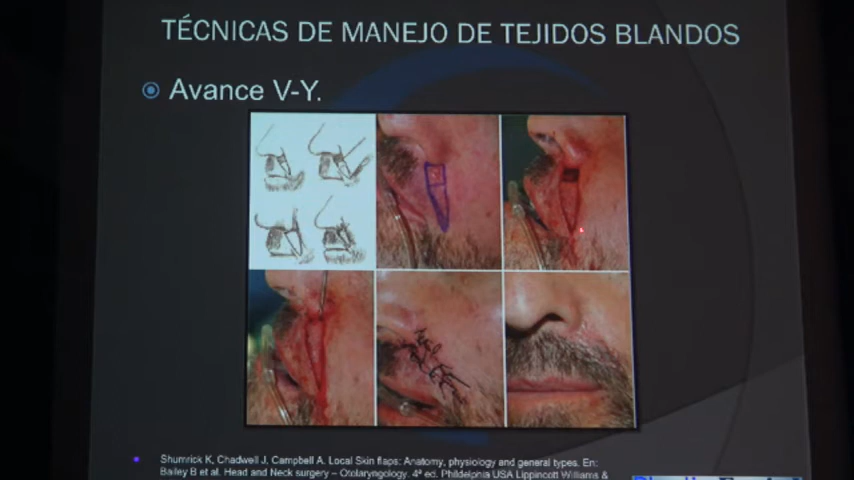 TÉCNICAS DE MANEJO DE TEJIDOS BLANDOS
Avance V-Y.
Shumrick K, Chadwell J, Campbell A. Local Skin flaps: Anatomy, physiology and general types. En:
Bailey B et al. Head and Neck surgery – Otolaryngology. 4ª ed. Phildelphia USA Lippincott Williams &